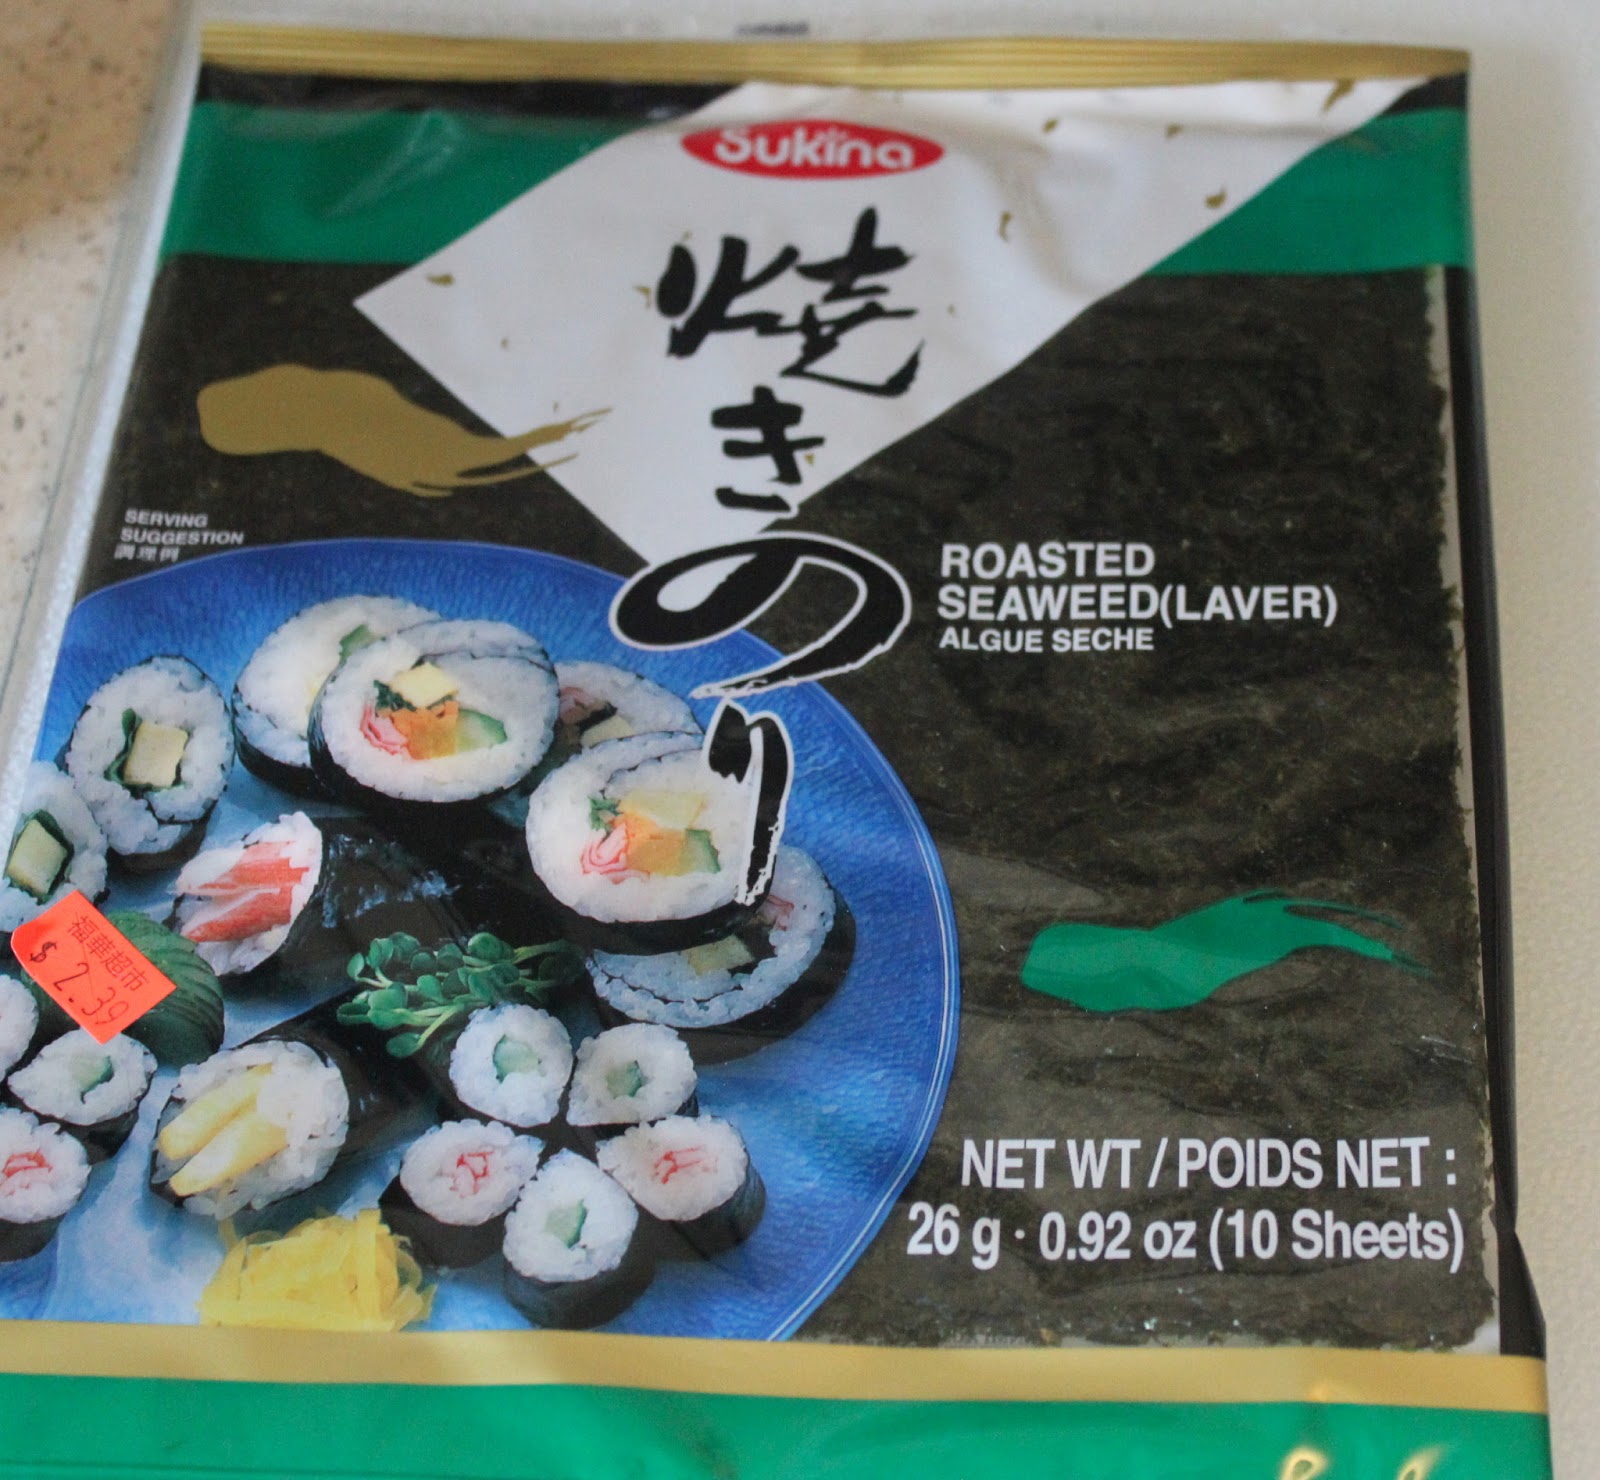 Sukina
焼きのり
SERVING
SUGGESTION
調理例
ROASTED
SEAWEED(LAVER)
ALGUE SECHE
福華超市
$ 2.39
NET WT / POIDS NET :
26 g · 0.92 oz (10 Sheets)